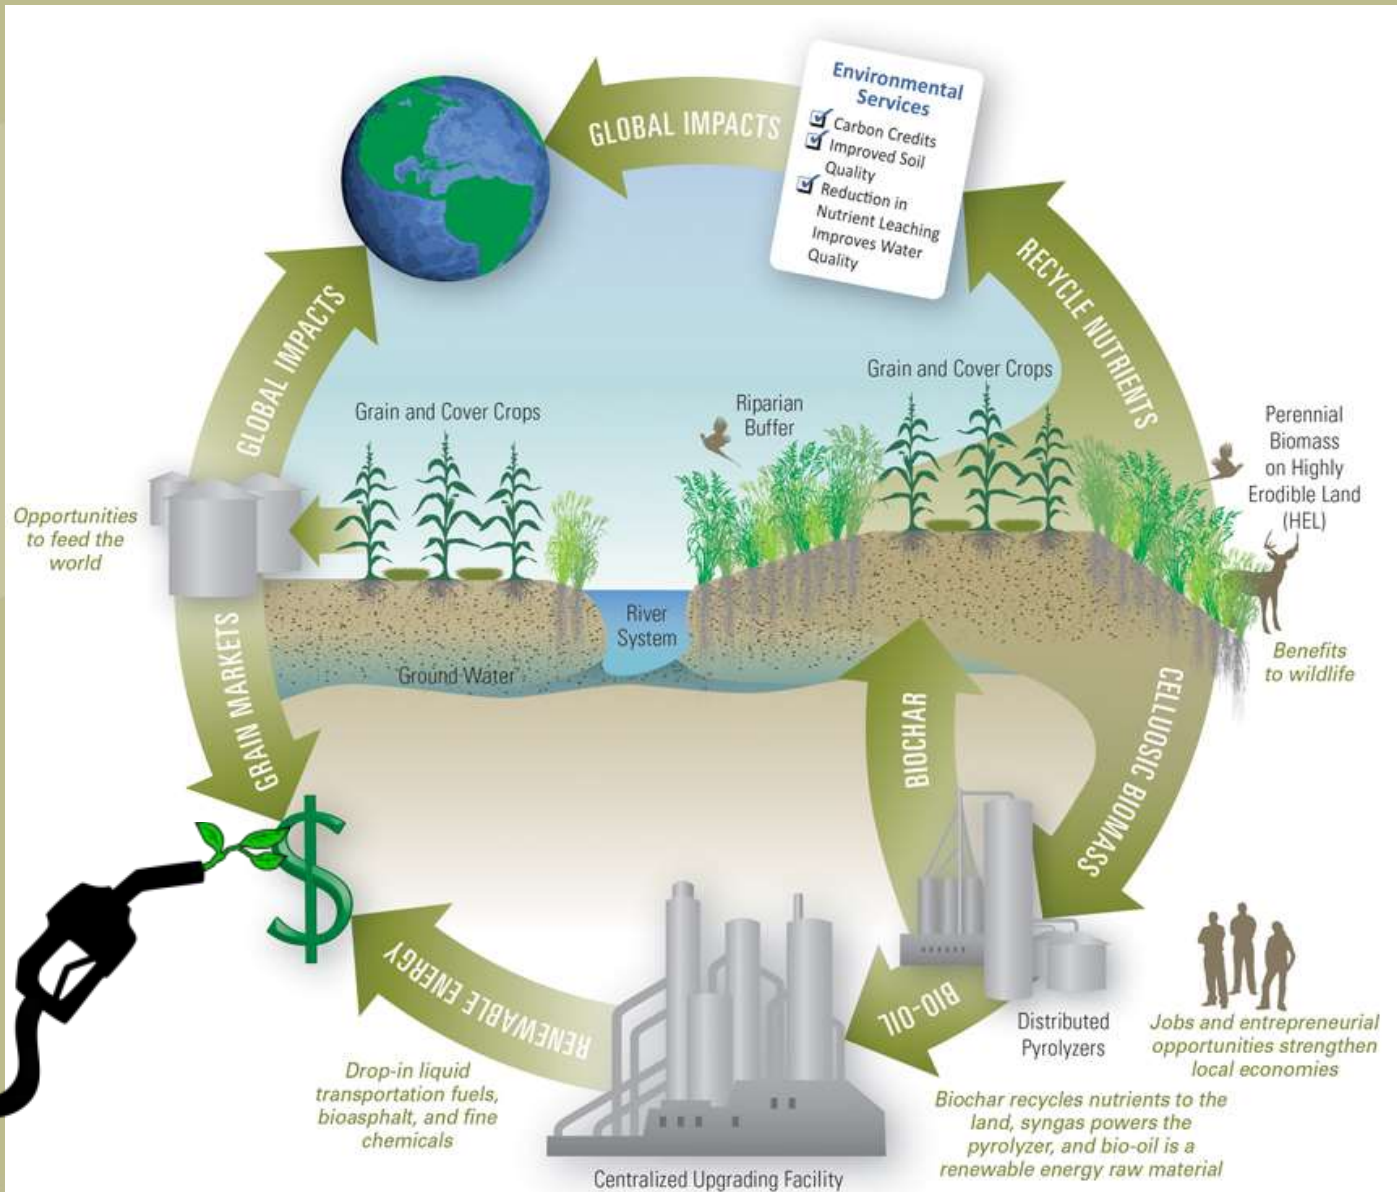 Environmental
Services
Carbon Credits
Improved Soil
Quality
Reduction in
Nutrient Leaching
Improves Water
Quality
GLOBAL IMPACTS
RECYCLE NUTRIENTS
GLOBAL IMPACTS
Grain and Cover Crops
Riparian
Buffer
Grain and Cover Crops
Perennial
Biomass
on Highly
Erodible Land
(HEL)
Opportunities
to feed the
world
River
System
Ground Water
Benefits
to wildlife
GRAIN MARKETS
BIOCHAR
CELLUOSIC BIOMASS
$
RENEWABLE ENERGY
BIO-OIL
Distributed
Pyrolyzers
Jobs and entrepreneurial
opportunities strengthen
local economies
Drop-in liquid
transportation fuels,
bioasphalt, and fine
chemicals
Biochar recycles nutrients to the
land, syngas powers the
pyrolyzer, and bio-oil is a
renewable energy raw material
Centralized Upgrading Facility